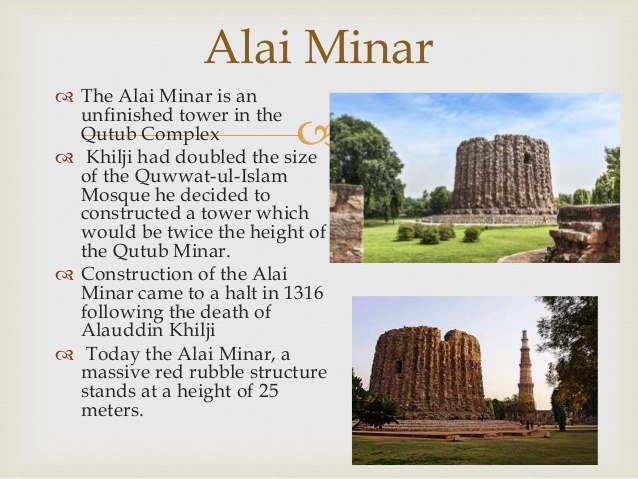 Alai Minar
The Alai Minar is an
unfinished tower in the
Qutub Complex
Khilji had doubled the size
of the Quwwat-ul-Islam
Mosque he decided to
constructed a tower which
would be twice the height of
the Qutub Minar.
Construction of the Alai
Minar came to a halt in 1316
following the death of
Alauddin Khilji
Today the Alai Minar, a
massive red rubble structure
stands at a height of 25
meters.